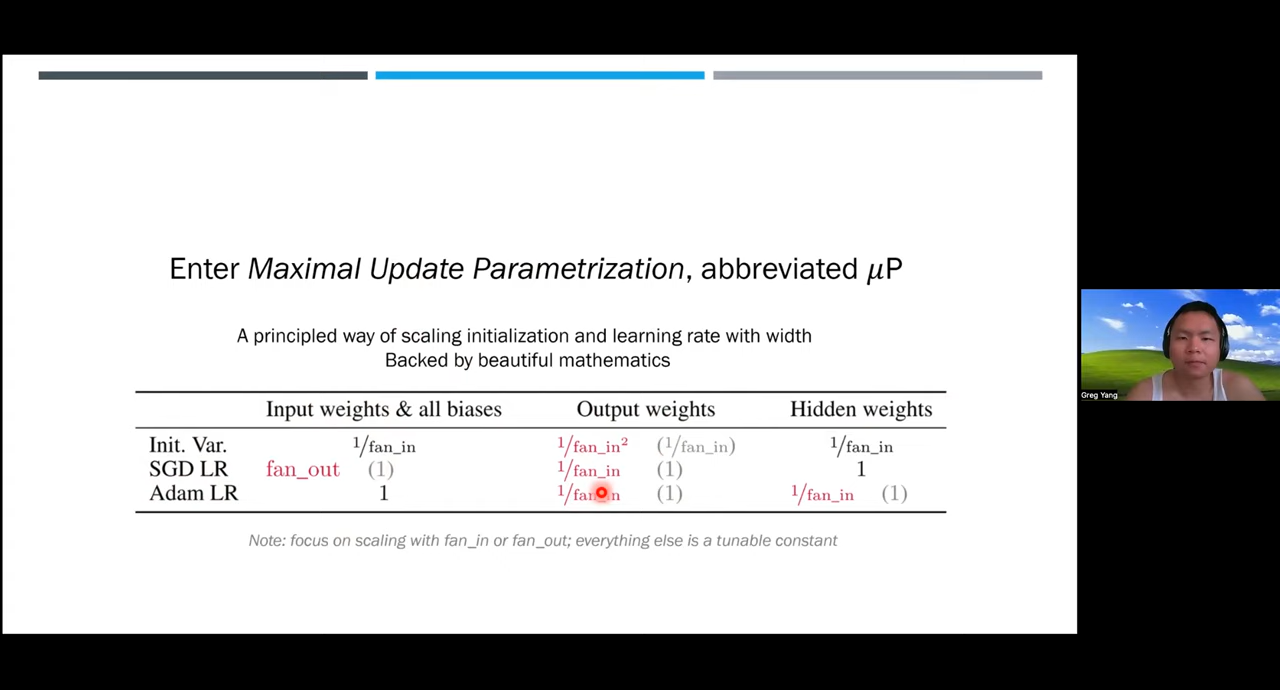 Enter Maximal Update Parametrization, abbreviated μP
A principled way of scaling initialization and learning rate with width
Backed by beautiful mathematics
Input weights & all biases Output weights Hidden weights
Init. Var. 1/fan_in 1/fan_in² (1/fan_in) 1/fan_in
SGD LR fan_out (1) 1/fan_in (1) 1
Adam LR 1 1/fan_in (1) 1/fan_in (1)
Note: focus on scaling with fan_in or fan_out; everything else is a tunable constant
Greg Yang